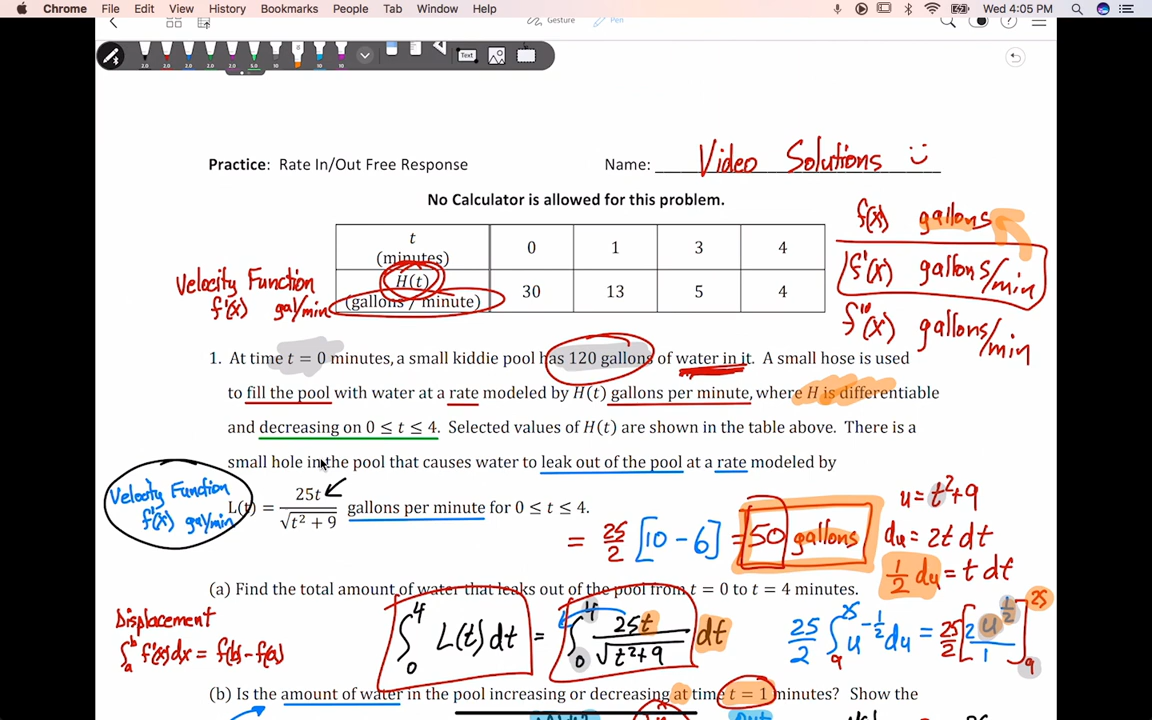 Chrome File Edit View History Bookmarks People Tab Window Help Wed 4:05 PM
Gesture Pen
Text
Practice: Rate In/Out Free Response Name: Video Solutions
No Calculator is allowed for this problem.
f(x) gallons
f'(x) gallons/min
f''(x) gallons/min
t (minutes) 0 1 3 4
H(t) (gallons / minute) 30 13 5 4
Velocity Function
f'(x) gal/min
1. At time t = 0 minutes, a small kiddie pool has 120 gallons of water in it. A small hose is used
to fill the pool with water at a rate modeled by H(t) gallons per minute, where H is differentiable
and decreasing on 0 ≤ t ≤ 4. Selected values of H(t) are shown in the table above. There is a
small hole in the pool that causes water to leak out of the pool at a rate modeled by
L(t) = 25t/√(t² + 9) gallons per minute for 0 ≤ t ≤ 4.
Velocity Function
f'(x) gal/min
= 25/2 [10 - 6] = 50 gallons
u = t² + 9
du = 2t dt
1/2 du = t dt
(a) Find the total amount of water that leaks out of the pool from t = 0 to t = 4 minutes.
Displacement
∫ₐᵇ f'(x)dx = f(b) - f(a)
∫₀⁴ L(t) dt = ∫₀⁴ 25t/√(t²+9) dt
25/2 ∫₉²⁵ u^(-1/2) du = 25/2 [2u^(1/2)/1]₉²⁵
(b) Is the amount of water in the pool increasing or decreasing at time t = 1 minutes? Show the